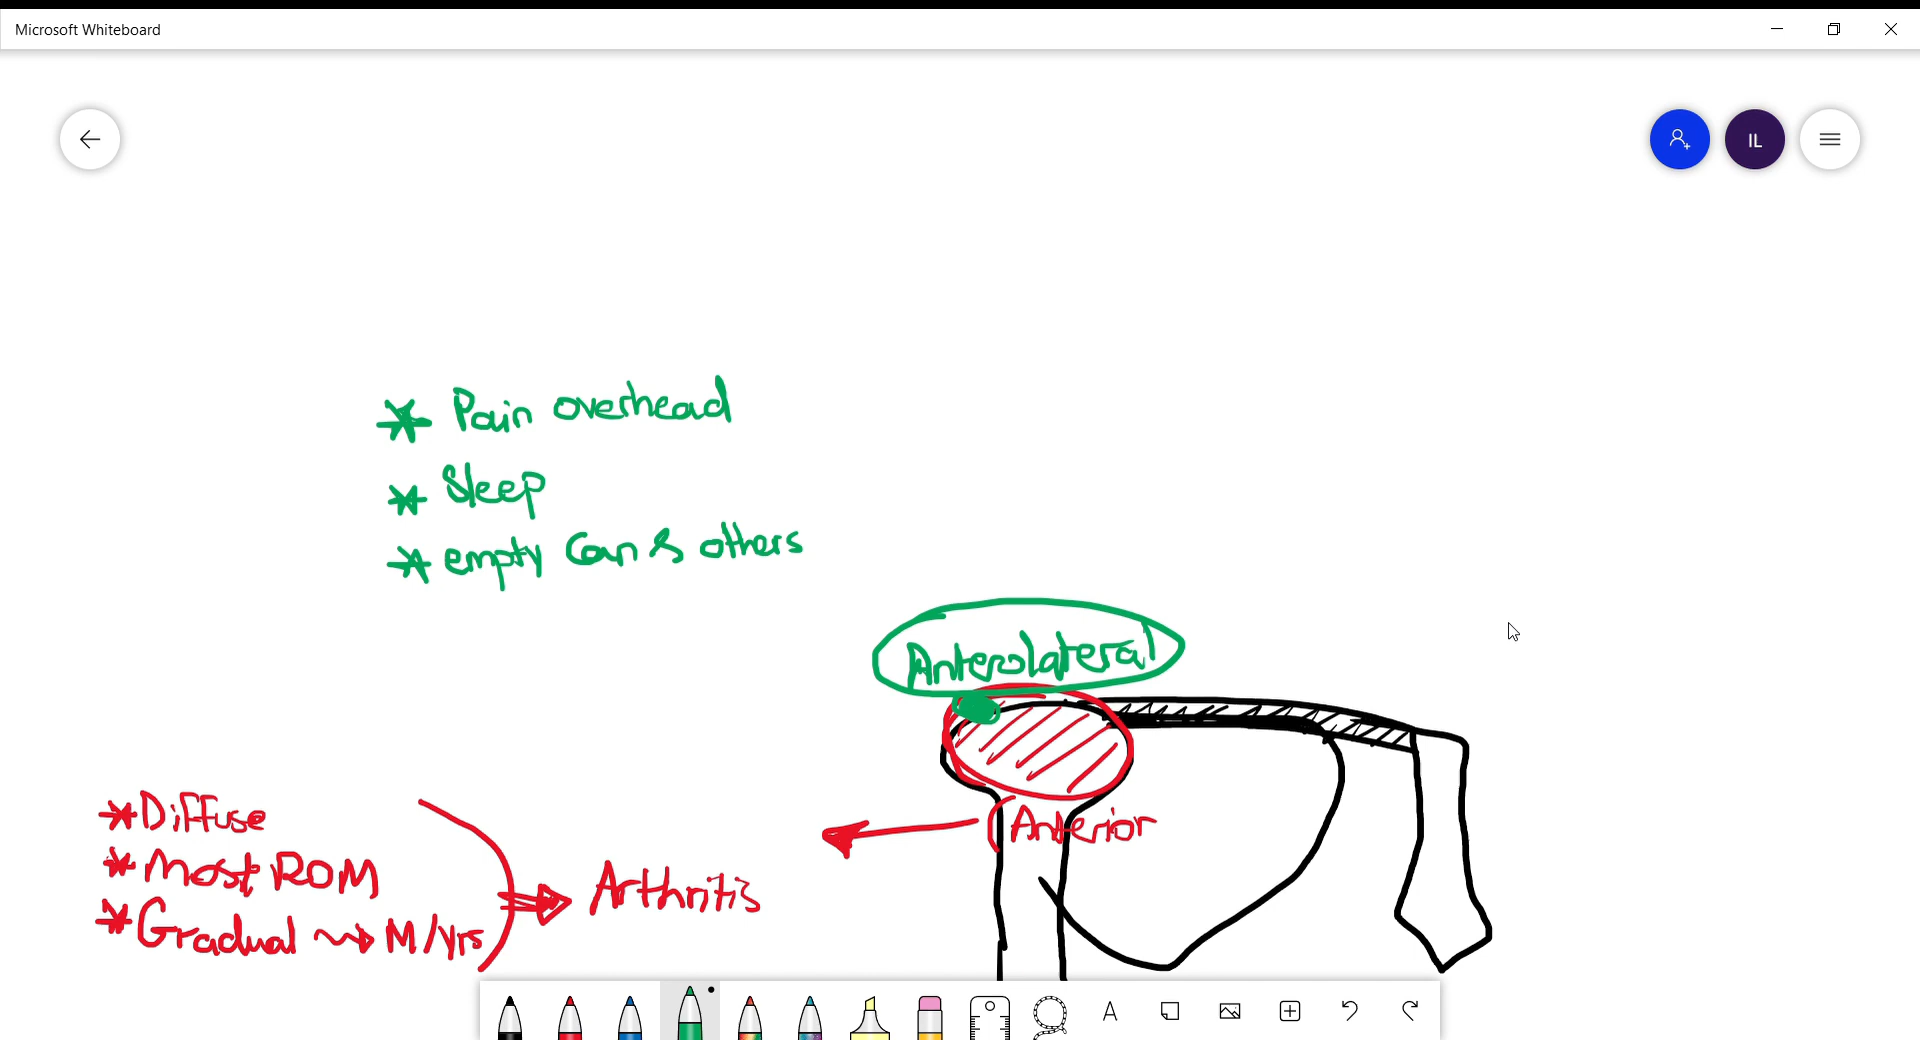 Microsoft Whiteboard
IL
* Pain overhead
* Sleep
* empty Can & others
Anterolateral
Anterior
* Diffuse
* Most ROM
* Gradual → M/yrs
Arthritis
A